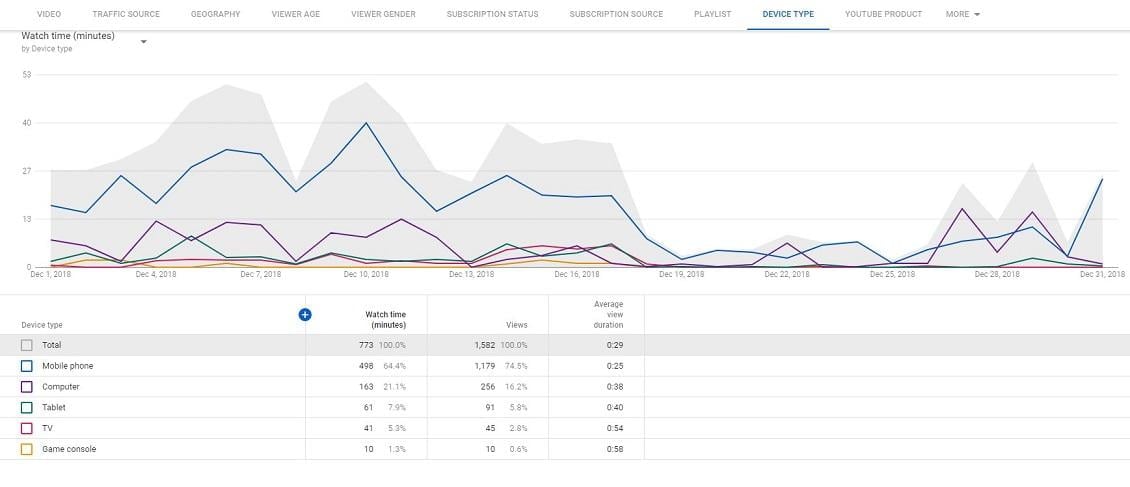 VIDEO TRAFFIC SOURCE GEOGRAPHY VIEWER AGE VIEWER GENDER SUBSCRIPTION STATUS SUBSCRIPTION SOURCE PLAYLIST DEVICE TYPE YOUTUBE PRODUCT MORE
Watch time (minutes)
by Device type
53
40
27
13
0
Dec 1, 2018 Dec 4, 2018 Dec 7, 2018 Dec 10, 2018 Dec 13, 2018 Dec 16, 2018 Dec 19, 2018 Dec 22, 2018 Dec 25, 2018 Dec 28, 2018 Dec 31, 2018
Device type Watch time (minutes) Views Average view duration
Total 773 100.0% 1,582 100.0% 0:29
Mobile phone 498 64.4% 1,179 74.5% 0:25
Computer 163 21.1% 256 16.2% 0:38
Tablet 61 7.9% 91 5.8% 0:40
TV 41 5.3% 45 2.8% 0:54
Game console 10 1.3% 10 0.6% 0:58